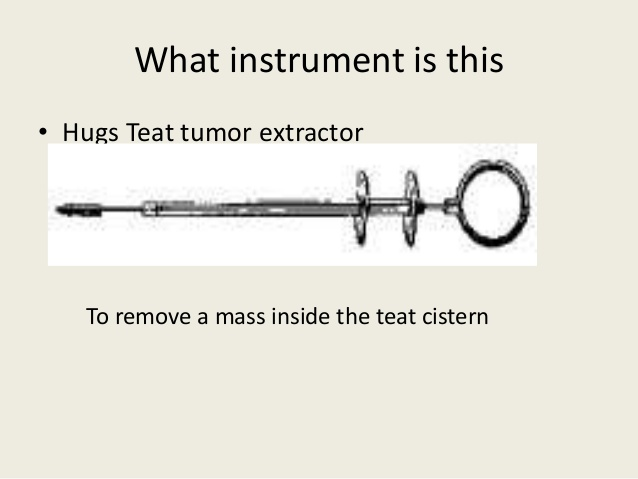 What instrument is this
• Hugs Teat tumor extractor
To remove a mass inside the teat cistern